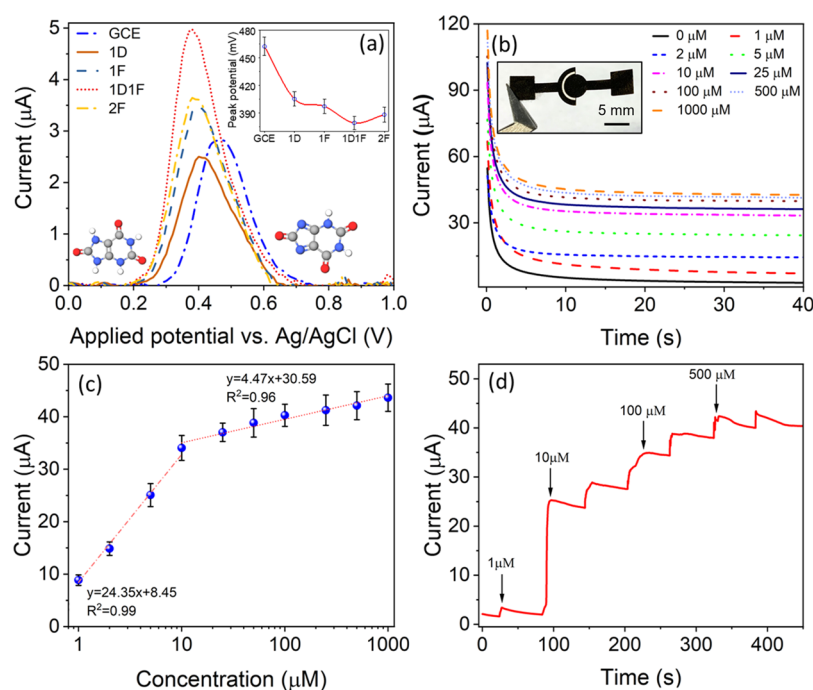 (a)
GCE
1D
1F
1D1F
2F
Peak potential (mV)
480
450
420
390
GCE 1D 1F 1D1F 2F
Current (μA)
5
4
3
2
1
0
0.0 0.2 0.4 0.6 0.8 1.0
Applied potential vs. Ag/AgCl (V)
(b)
0 μM 1 μM
2 μM 5 μM
10 μM 25 μM
100 μM 500 μM
1000 μM
5 mm
Current (μA)
120
90
60
30
0 10 20 30 40
Time (s)
(c)
y=4.47x+30.59
R²=0.96
y=24.35x+8.45
R²=0.99
Current (μA)
50
40
30
20
10
0
1 10 100 1000
Concentration (μM)
(d)
500 μM
100 μM
10μM
1μM
Current (μA)
50
40
30
20
10
0
0 100 200 300 400
Time (s)